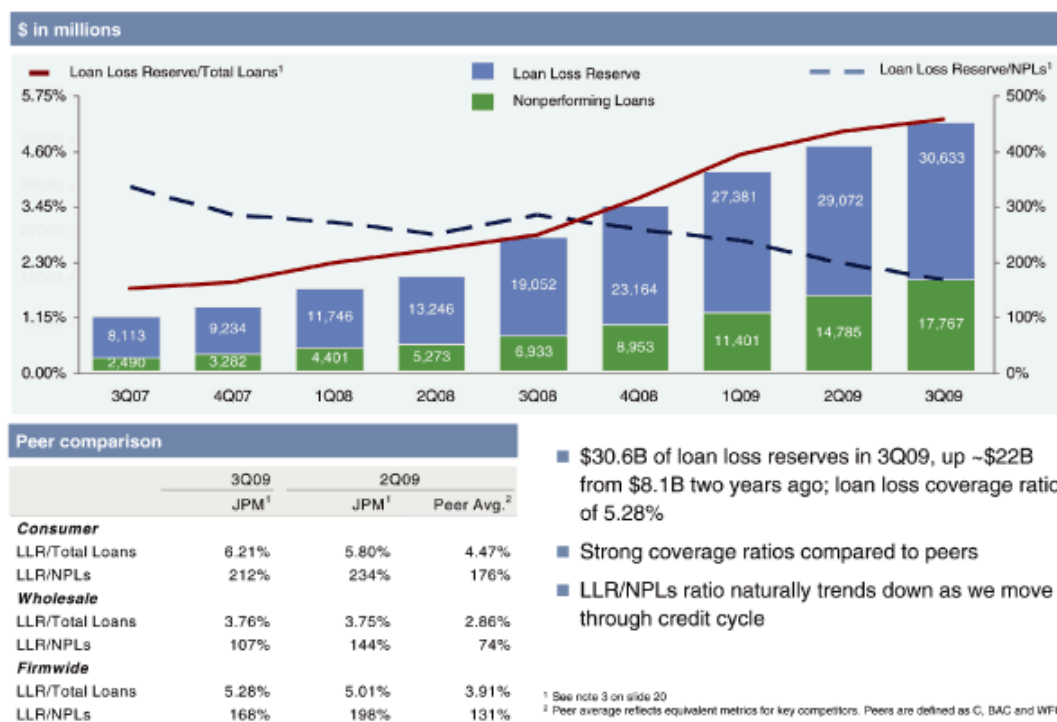 $ in millions
Loan Loss Reserve/Total Loans¹
Loan Loss Reserve
Loan Loss Reserve/NPLs¹
Nonperforming Loans
5.75%
500%
4.60%
400%
3.45%
300%
2.30%
200%
1.15%
100%
0.00%
0%
8,113
9,234
11,746
13,246
19,052
23,164
27,381
29,072
30,633
2,490
3,282
4,401
5,273
6,933
8,953
11,401
14,785
17,767
3Q07 4Q07 1Q08 2Q08 3Q08 4Q08 1Q09 2Q09 3Q09
Peer comparison
3Q09 2Q09
JPM¹ JPM¹ Peer Avg.²
Consumer
LLR/Total Loans 6.21% 5.80% 4.47%
LLR/NPLs 212% 234% 176%
Wholesale
LLR/Total Loans 3.76% 3.75% 2.86%
LLR/NPLs 107% 144% 74%
Firmwide
LLR/Total Loans 5.28% 5.01% 3.91%
LLR/NPLs 168% 198% 131%
$30.6B of loan loss reserves in 3Q09, up ~$22B
from $8.1B two years ago; loan loss coverage ratio
of 5.28%
Strong coverage ratios compared to peers
LLR/NPLs ratio naturally trends down as we move
through credit cycle
¹ See note 3 on slide 20
² Peer average reflects equivalent metrics for key competitors. Peers are defined as C, BAC and WF